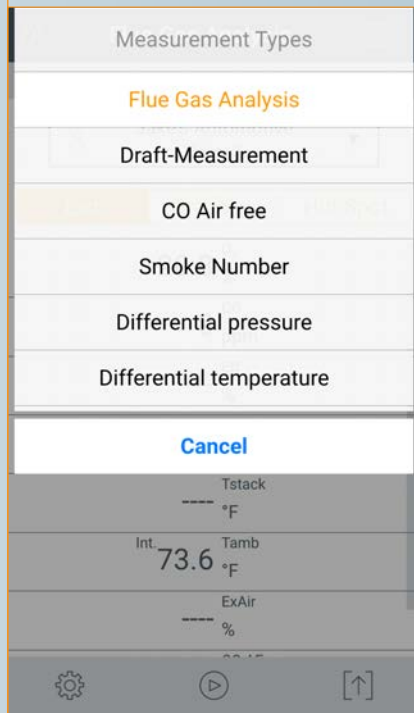 Measurement Types
Flue Gas Analysis
Draft-Measurement
CO Air free
Smoke Number
Differential pressure
Differential temperature
Cancel
---- Tstack
°F
Int. 73.6 Tamb
°F
---- ExAir
%